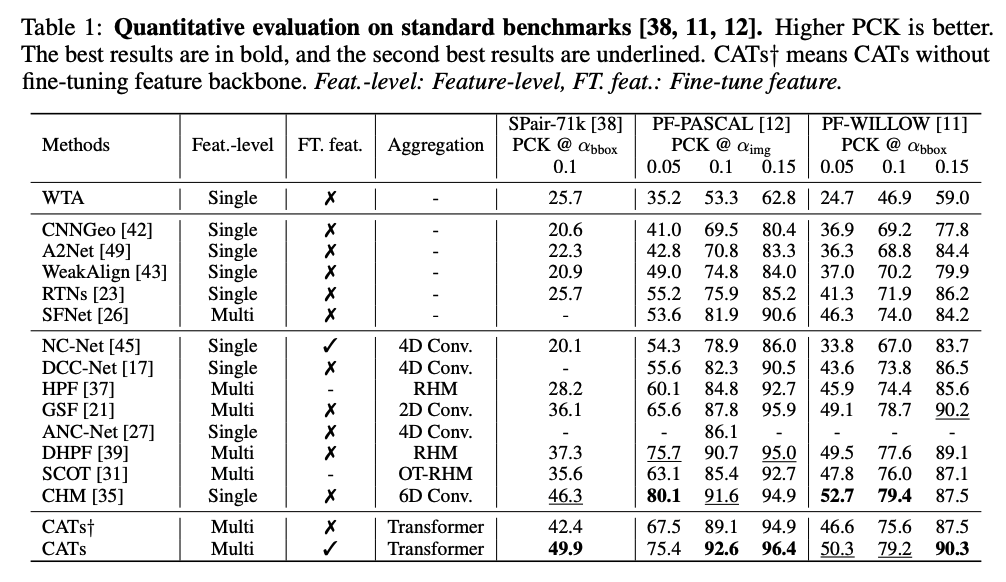 Table 1: Quantitative evaluation on standard benchmarks [38, 11, 12]. Higher PCK is better.
The best results are in bold, and the second best results are underlined. CATs† means CATs without
fine-tuning feature backbone. Feat.-level: Feature-level, FT. feat.: Fine-tune feature.
Methods Feat.-level FT. feat. Aggregation SPair-71k [38] PF-PASCAL [12] PF-WILLOW [11]
PCK @ αbbox PCK @ αimg PCK @ αbbox
0.1 0.05 0.1 0.15 0.05 0.1 0.15
WTA Single ✗ - 25.7 35.2 53.3 62.8 24.7 46.9 59.0
CNNGeo [42] Single ✗ - 20.6 41.0 69.5 80.4 36.9 69.2 77.8
A2Net [49] Single ✗ - 22.3 42.8 70.8 83.3 36.3 68.8 84.4
WeakAlign [43] Single ✗ - 20.9 49.0 74.8 84.0 37.0 70.2 79.9
RTNs [23] Single ✗ - 25.7 55.2 75.9 85.2 41.3 71.9 86.2
SFNet [26] Multi ✗ - - 53.6 81.9 90.6 46.3 74.0 84.2
NC-Net [45] Single ✓ 4D Conv. 20.1 54.3 78.9 86.0 33.8 67.0 83.7
DCC-Net [17] Single ✗ 4D Conv. - 55.6 82.3 90.5 43.6 73.8 86.5
HPF [37] Multi - RHM 28.2 60.1 84.8 92.7 45.9 74.4 85.6
GSF [21] Multi ✗ 2D Conv. 36.1 65.6 87.8 95.9 49.1 78.7 90.2
ANC-Net [27] Single ✗ 4D Conv. - - 86.1 - - - -
DHPF [39] Multi ✗ RHM 37.3 75.7 90.7 95.0 49.5 77.6 89.1
SCOT [31] Multi - OT-RHM 35.6 63.1 85.4 92.7 47.8 76.0 87.1
CHM [35] Single ✗ 6D Conv. 46.3 80.1 91.6 94.9 52.7 79.4 87.5
CATs† Multi ✗ Transformer 42.4 67.5 89.1 94.9 46.6 75.6 87.5
CATs Multi ✓ Transformer 49.9 75.4 92.6 96.4 50.3 79.2 90.3